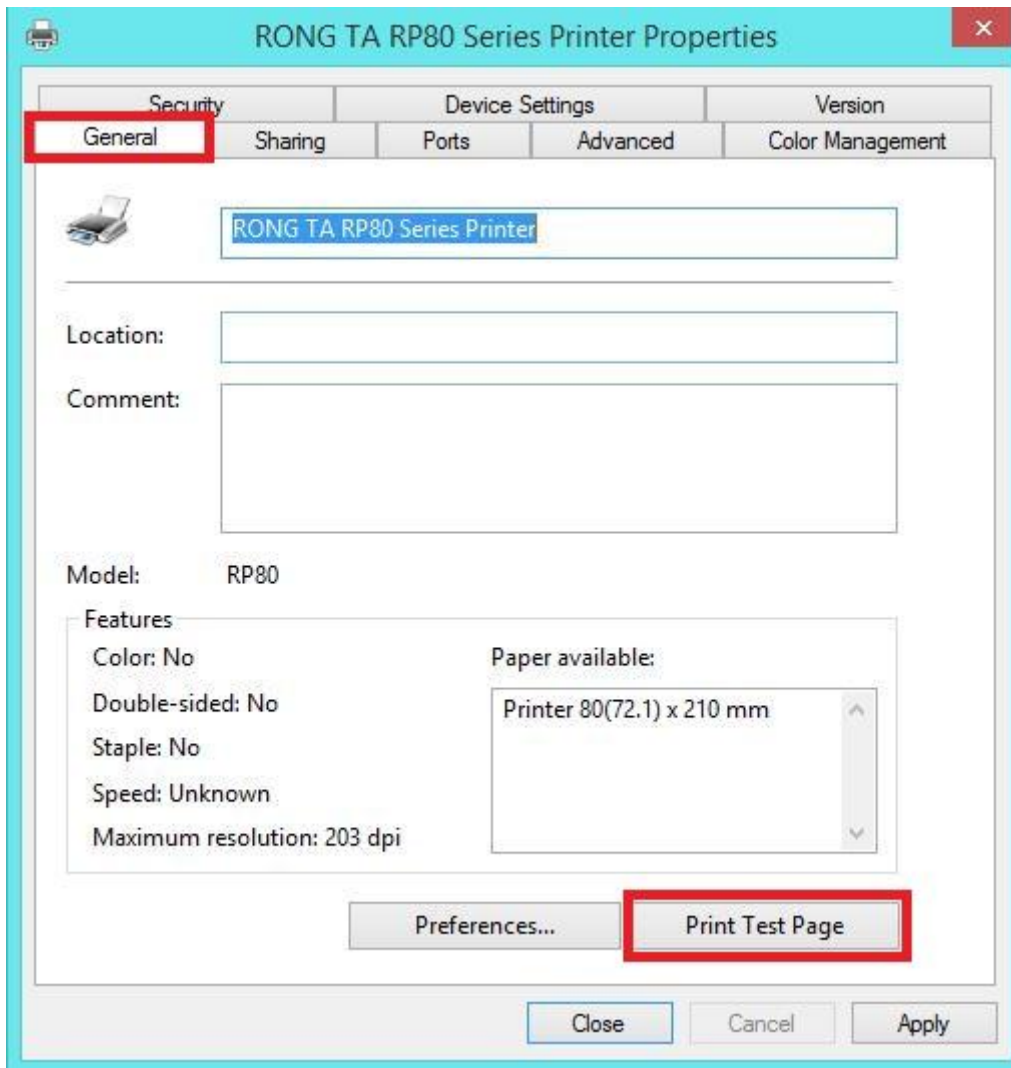 RONG TA RP80 Series Printer Properties
Security Device Settings Version
General Sharing Ports Advanced Color Management
RONG TA RP80 Series Printer
Location:
Comment:
Model: RP80
Features
Color: No
Double-sided: No
Staple: No
Speed: Unknown
Maximum resolution: 203 dpi
Paper available:
Printer 80(72.1) x 210 mm
Preferences... Print Test Page
Close Cancel Apply